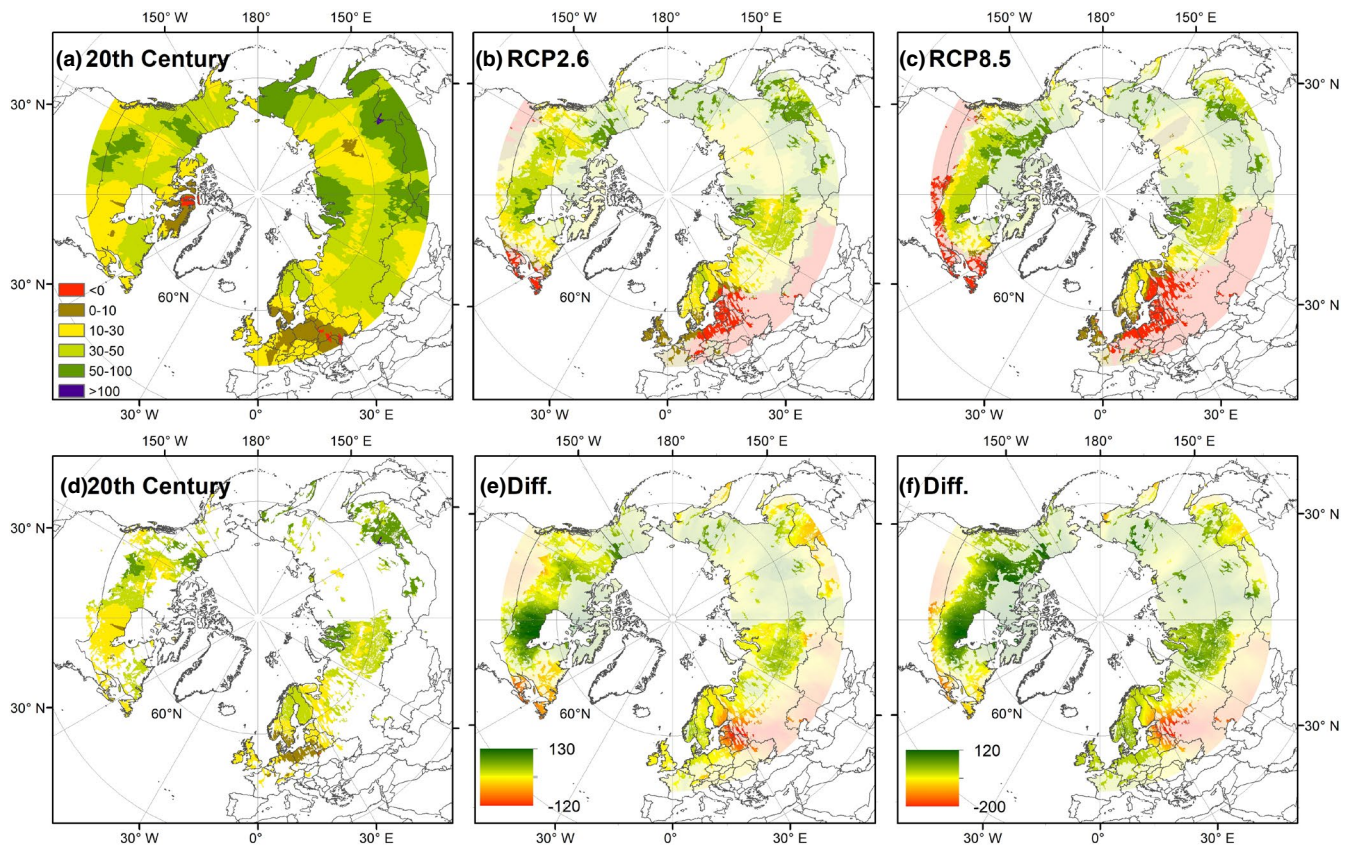 150° W 180° 150° E 150° W 180° 150° E 150° W 180° 150° E
(a) 20th Century (b) RCP2.6 (c) RCP8.5
30° N 30° N
30° N 60°N 60°N 60°N 30° N
<0
0-10
10-30
30-50
50-100
>100
30° W 0° 30° E 30° W 0° 30° E 30° W 0° 30° E
150° W 180° 150° E 150° W 180° 150° E 150° W 180° 150° E
(d)20th Century (e)Diff. (f) Diff.
30° N 30° N
30° N 60°N 60°N 60°N 30° N
130 120
-120 -200
30° W 0° 30° E 30° W 0° 30° E 30° W 0° 30° E